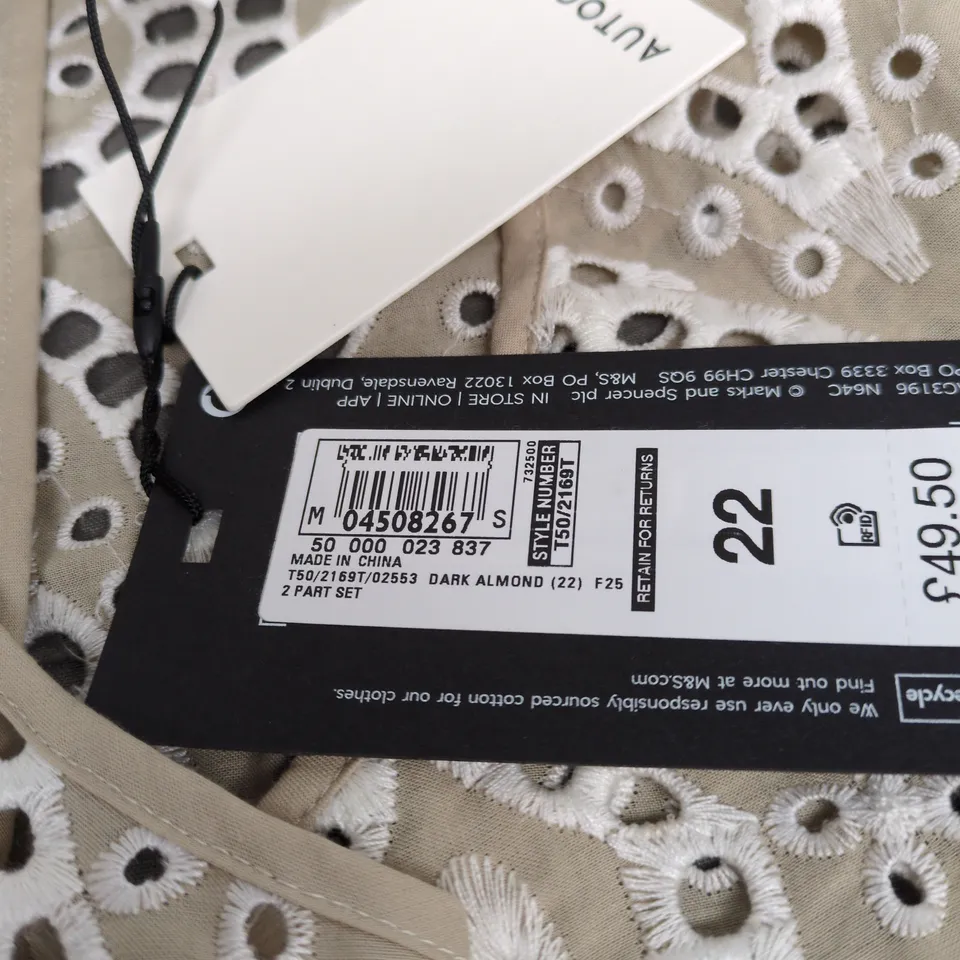 AUTOG
AC3196 N64C © Marks and Spencer plc IN STORE | ONLINE | APP
PO Box 3339 Chester CH99 9QS M&S, PO Box 13022 Ravensdale, Dublin 2
M 04508267 S
50 000 023 837
MADE IN CHINA
T50/2169T/02553 DARK ALMOND (22) F25
2 PART SET
732500
STYLE NUMBER
T50/2169T
RETAIN FOR RETURNS
22
RFID
£49.50
ecycle
We only ever use responsibly sourced cotton for our clothes.
Find out more at M&S.com